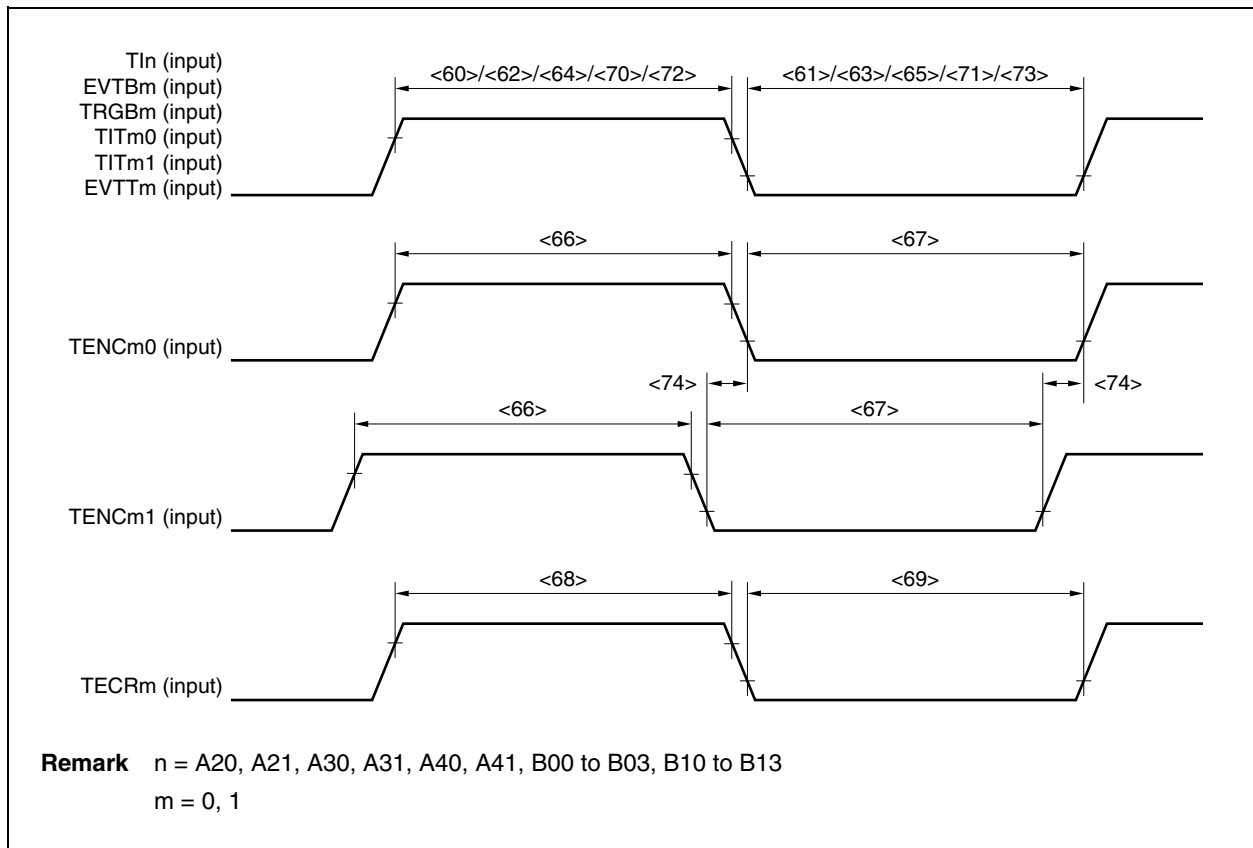 TIn (input)
EVTBm (input)
TRGBm (input)
TITm0 (input)
TITm1 (input)
EVTTm (input)
<60>/<62>/<64>/<70>/<72>
<61>/<63>/<65>/<71>/<73>
<66>
<67>
TENCm0 (input)
<74>
<74>
<66>
<67>
TENCm1 (input)
<68>
<69>
TECRm (input)
Remark n = A20, A21, A30, A31, A40, A41, B00 to B03, B10 to B13
m = 0, 1